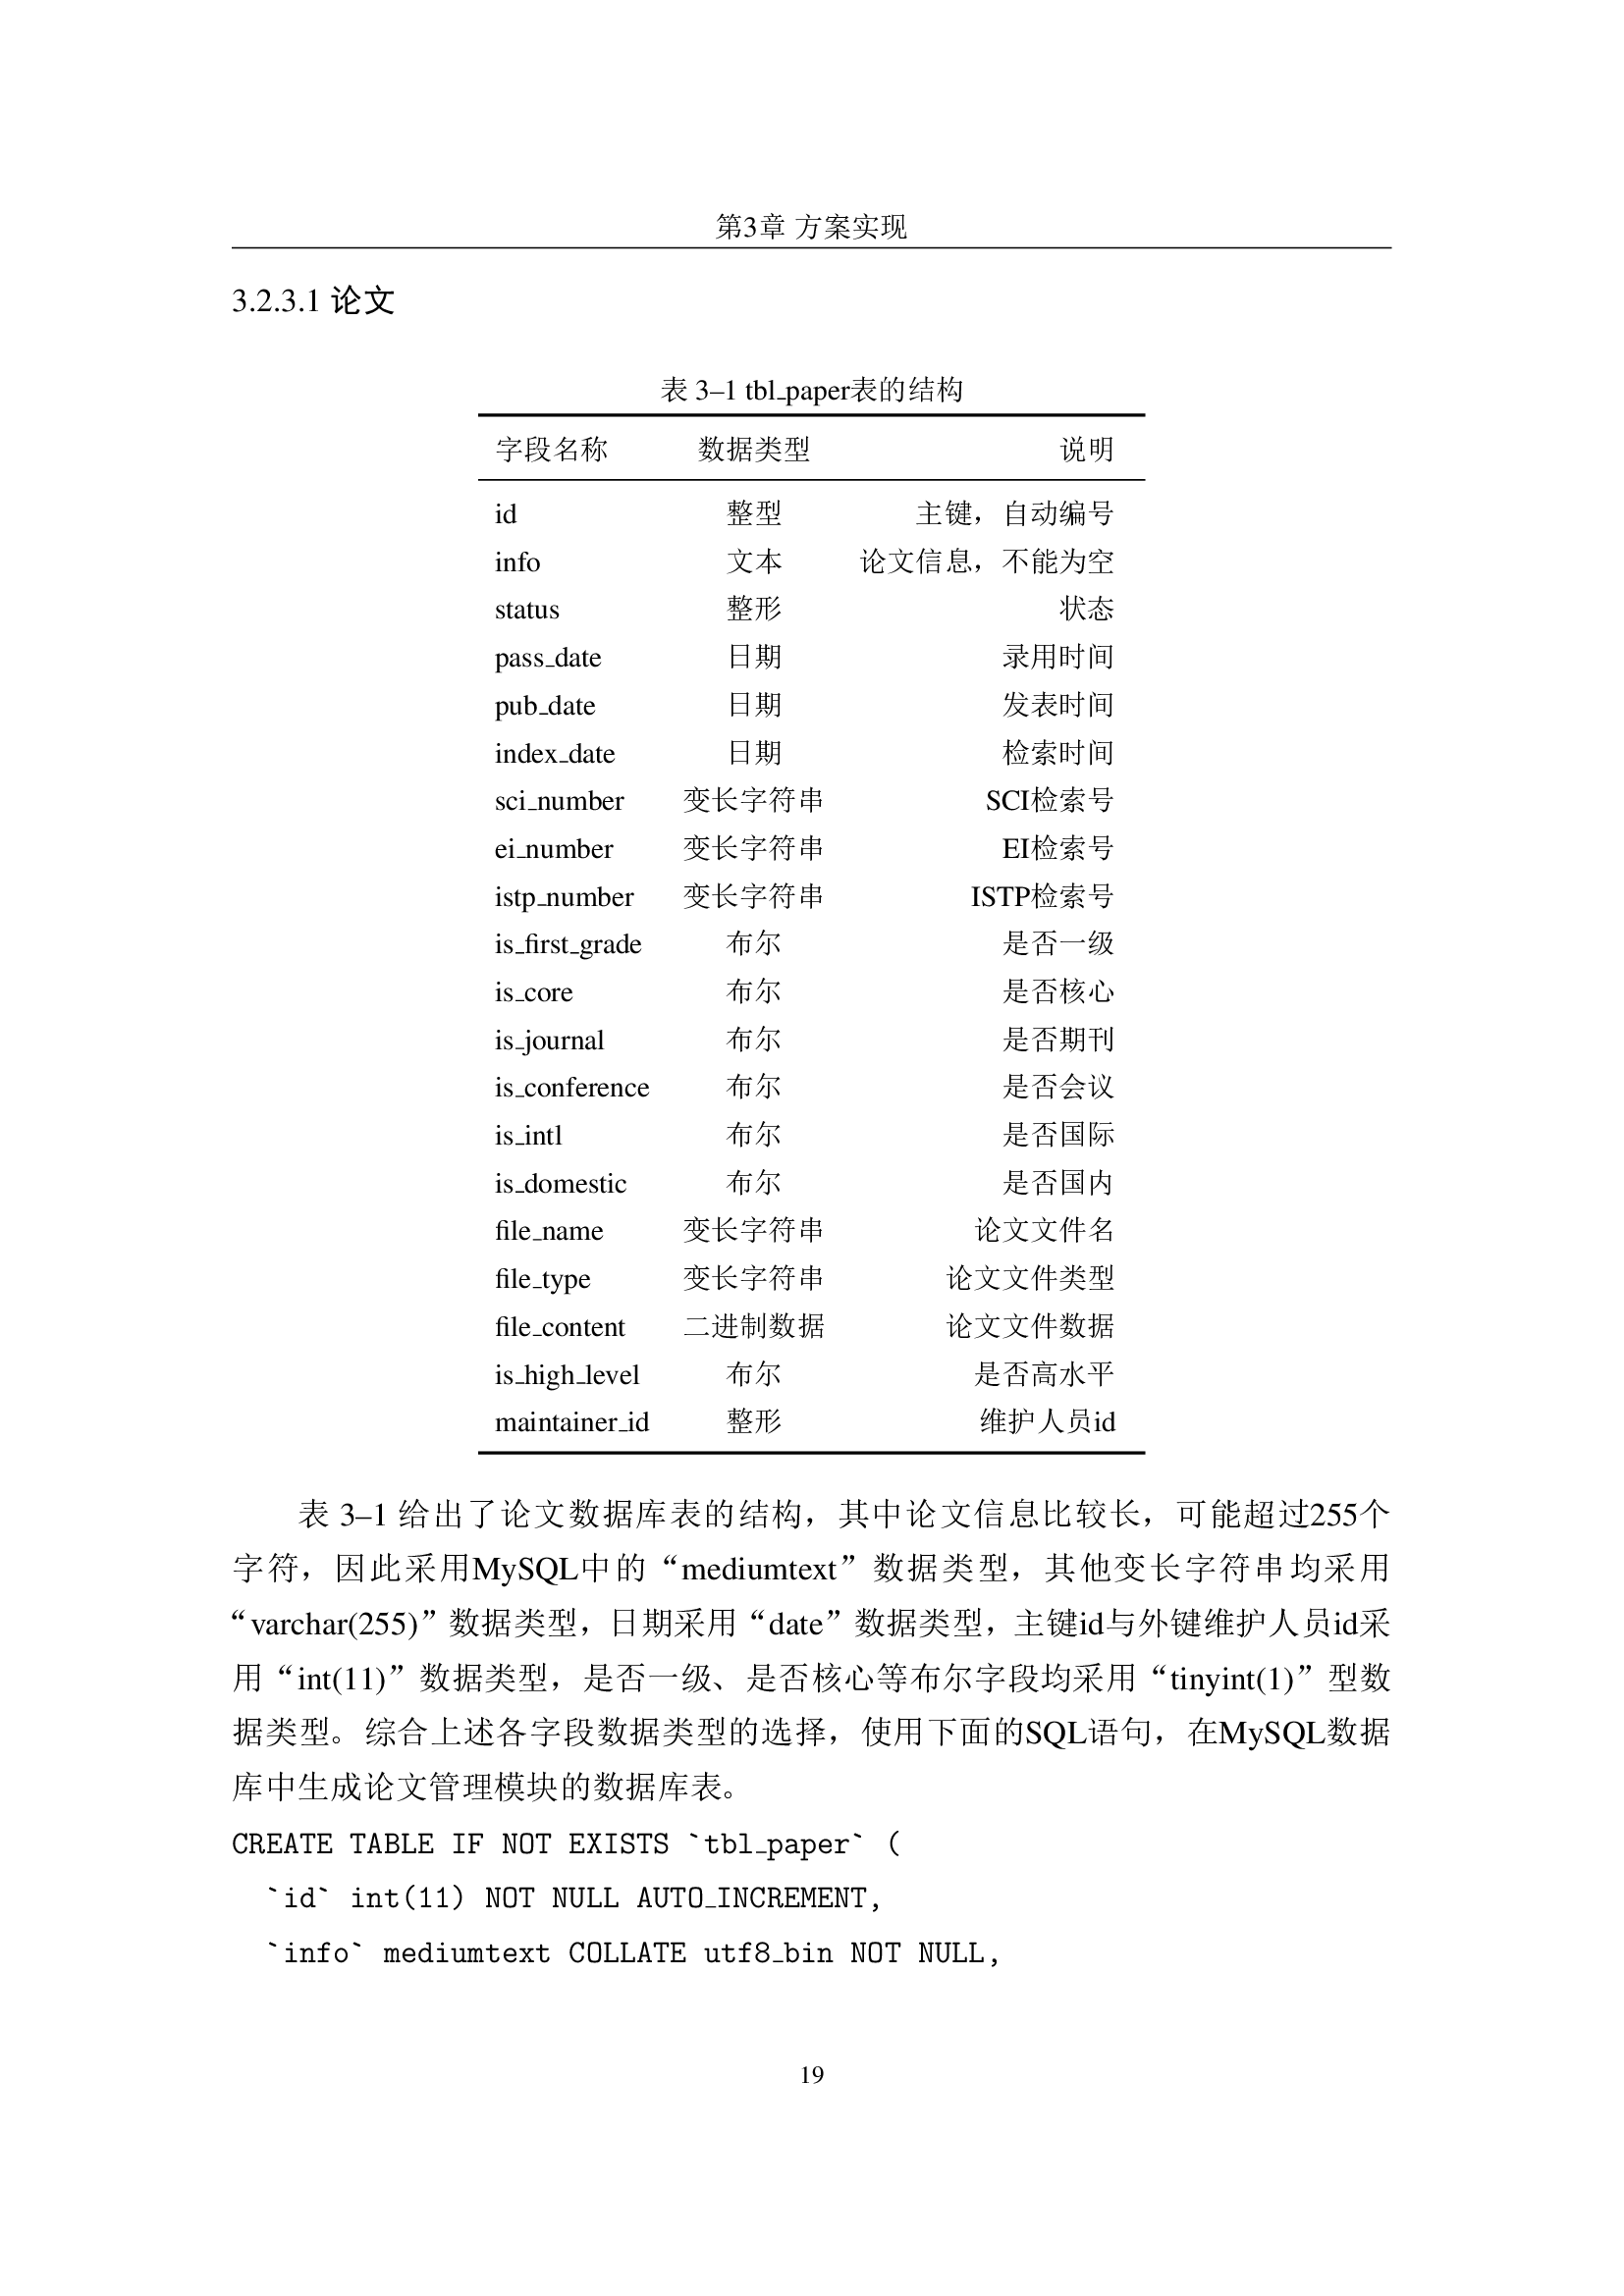 第3章 方案实现
3.2.3.1 论文
表 3–1 tbl_paper表的结构
字段名称 数据类型 说明
id 整型 主键，自动编号
info 文本 论文信息，不能为空
status 整形 状态
pass_date 日期 录用时间
pub_date 日期 发表时间
index_date 日期 检索时间
sci_number 变长字符串 SCI检索号
ei_number 变长字符串 EI检索号
istp_number 变长字符串 ISTP检索号
is_first_grade 布尔 是否一级
is_core 布尔 是否核心
is_journal 布尔 是否期刊
is_conference 布尔 是否会议
is_intl 布尔 是否国际
is_domestic 布尔 是否国内
file_name 变长字符串 论文文件名
file_type 变长字符串 论文文件类型
file_content 二进制数据 论文文件数据
is_high_level 布尔 是否高水平
maintainer_id 整形 维护人员id
表 3–1 给出了论文数据库表的结构，其中论文信息比较长，可能超过255个
字符，因此采用MySQL中的“mediumtext”数据类型，其他变长字符串均采用
“varchar(255)”数据类型，日期采用“date”数据类型，主键id与外键维护人员id采
用“int(11)”数据类型，是否一级、是否核心等布尔字段均采用“tinyint(1)”型数
据类型。综合上述各字段数据类型的选择，使用下面的SQL语句，在MySQL数据
库中生成论文管理模块的数据库表。
CREATE TABLE IF NOT EXISTS `tbl_paper` (
  `id` int(11) NOT NULL AUTO_INCREMENT,
  `info` mediumtext COLLATE utf8_bin NOT NULL,
19